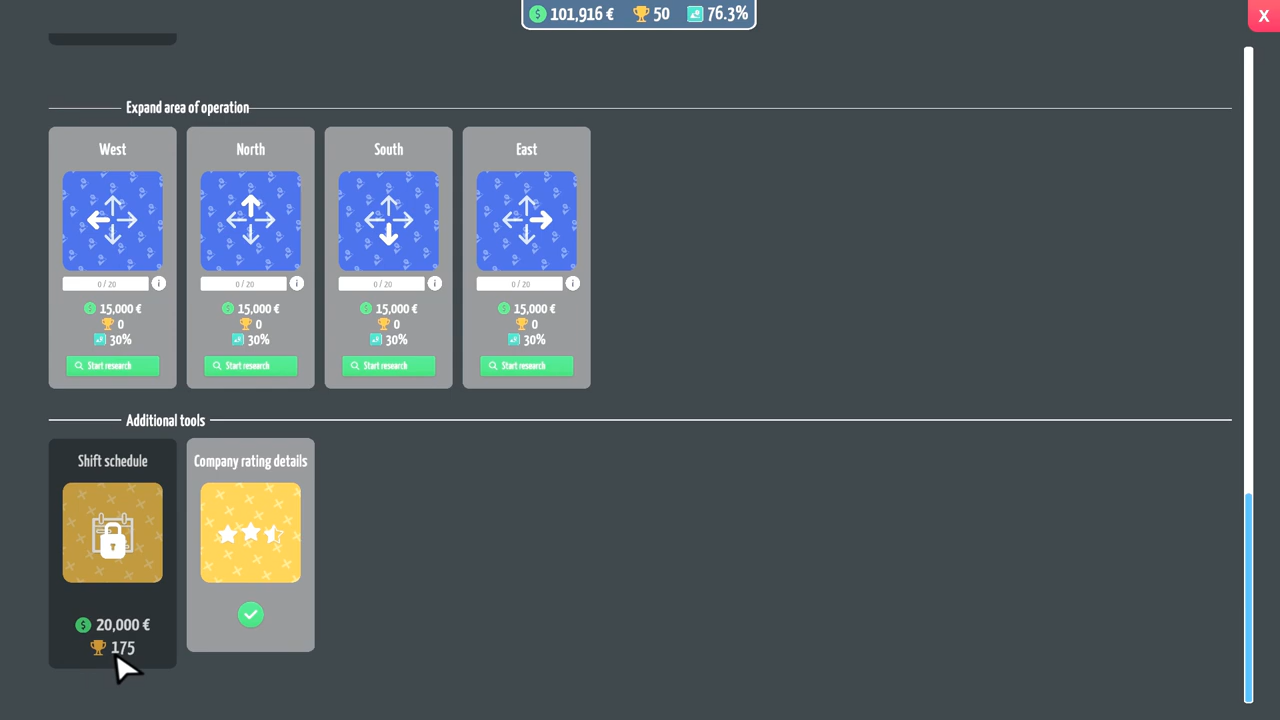 101,916 € 50 76.3%
X
Expand area of operation
West North South East
0 / 20 i 0 / 20 i 0 / 20 i 0 / 20 i
$ 15,000 € $ 15,000 € $ 15,000 € $ 15,000 €
0 0 0 0
30% 30% 30% 30%
Start research Start research Start research Start research
Additional tools
Shift schedule Company rating details
$ 20,000 €
175